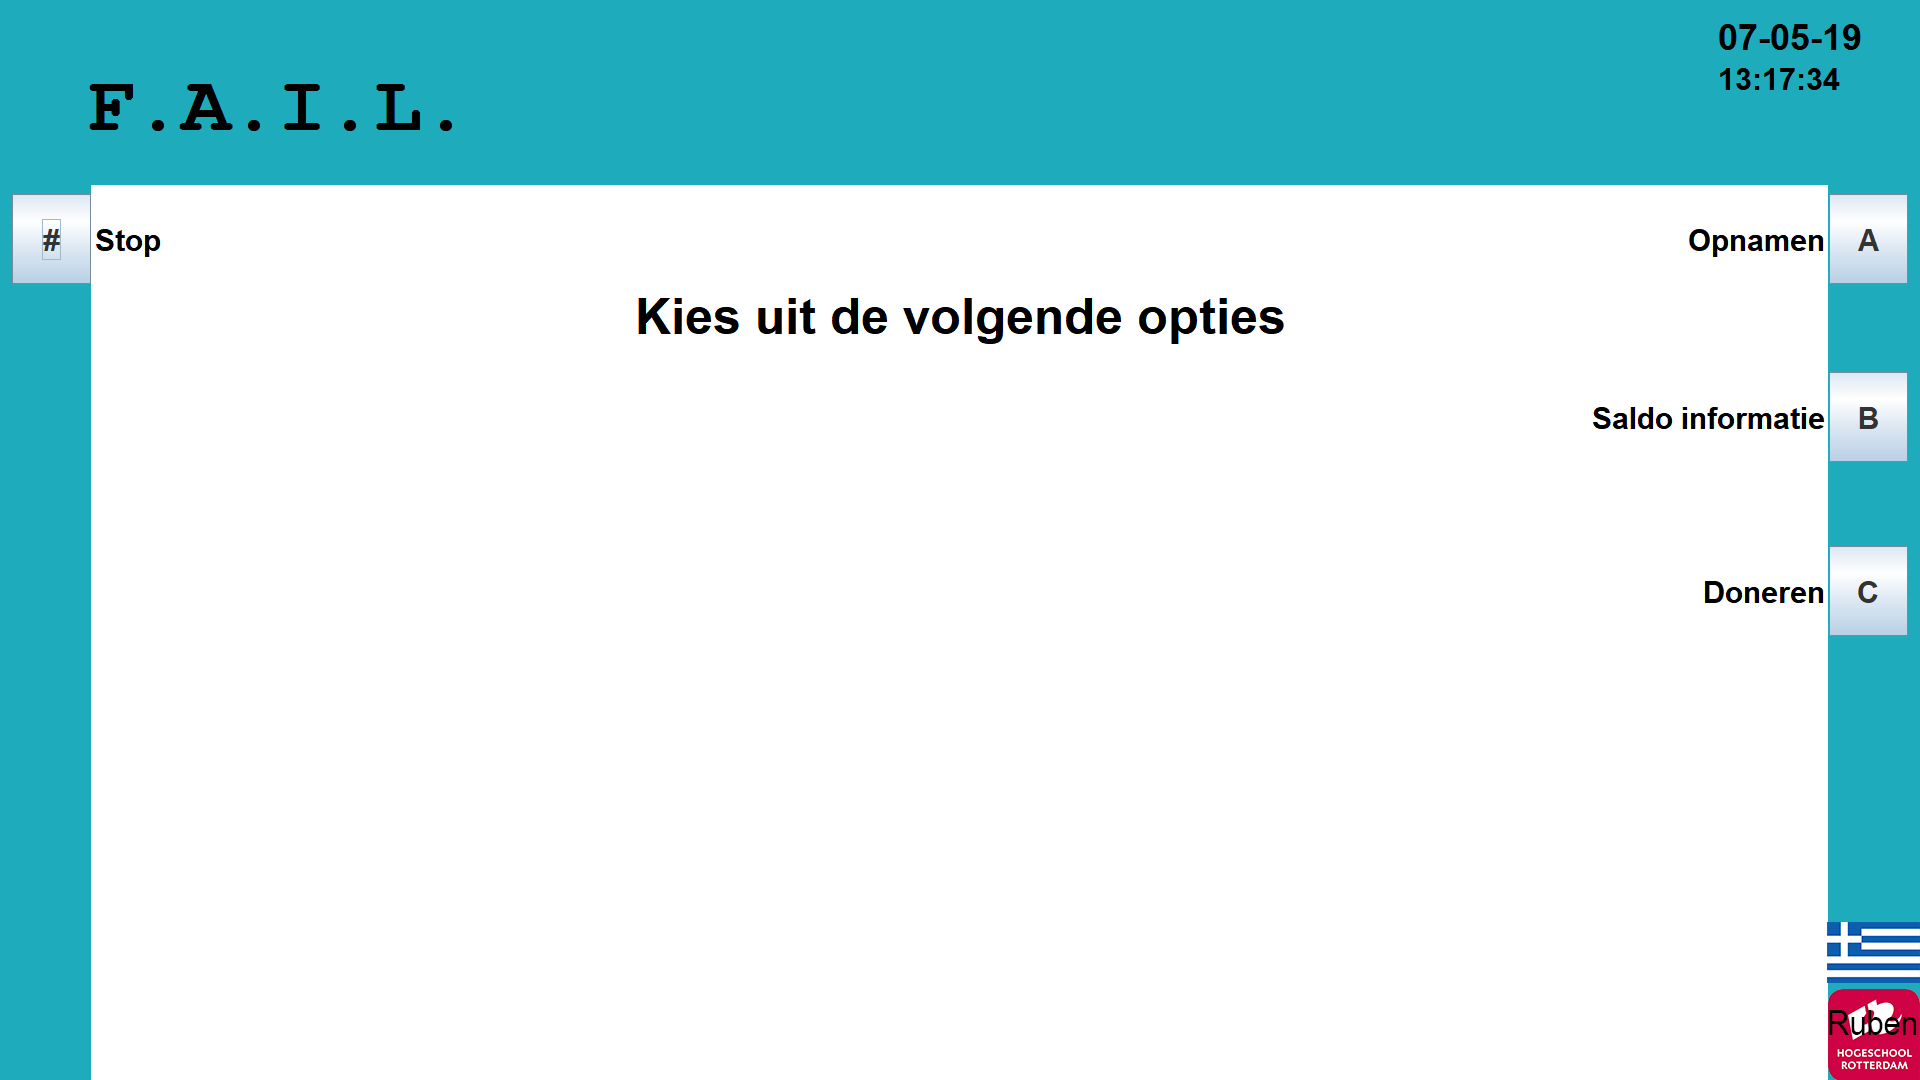 07-05-19
F.A.I.L.
13:17:34
# Stop
Opnamen A
Kies uit de volgende opties
Saldo informatie B
Doneren C
Ruben
HOGESCHOOL
ROTTERDAM